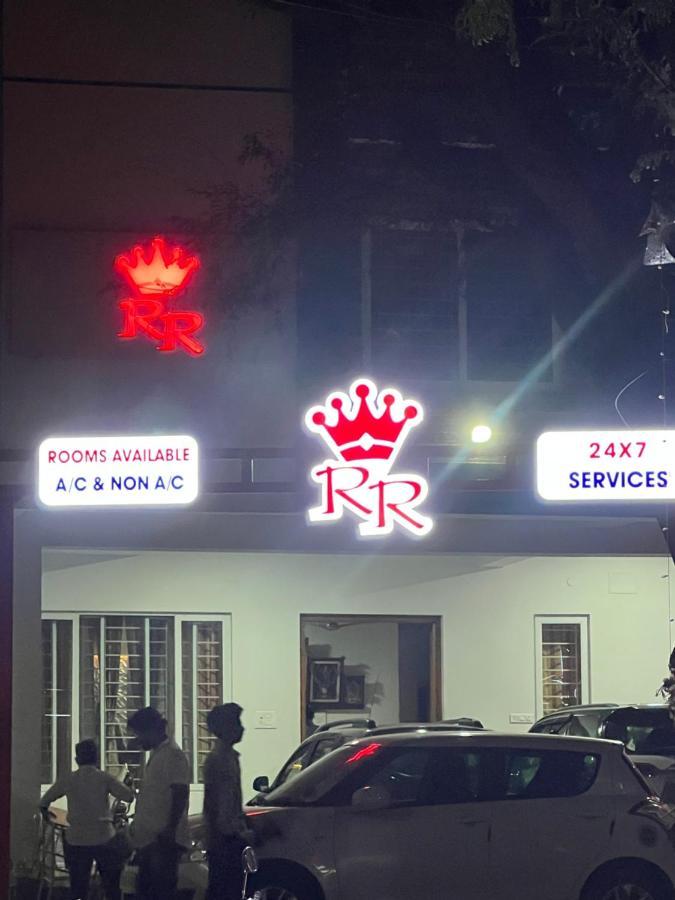 RR
ROOMS AVAILABLE
A/C & NON A/C
RR
24X7
SERVICES